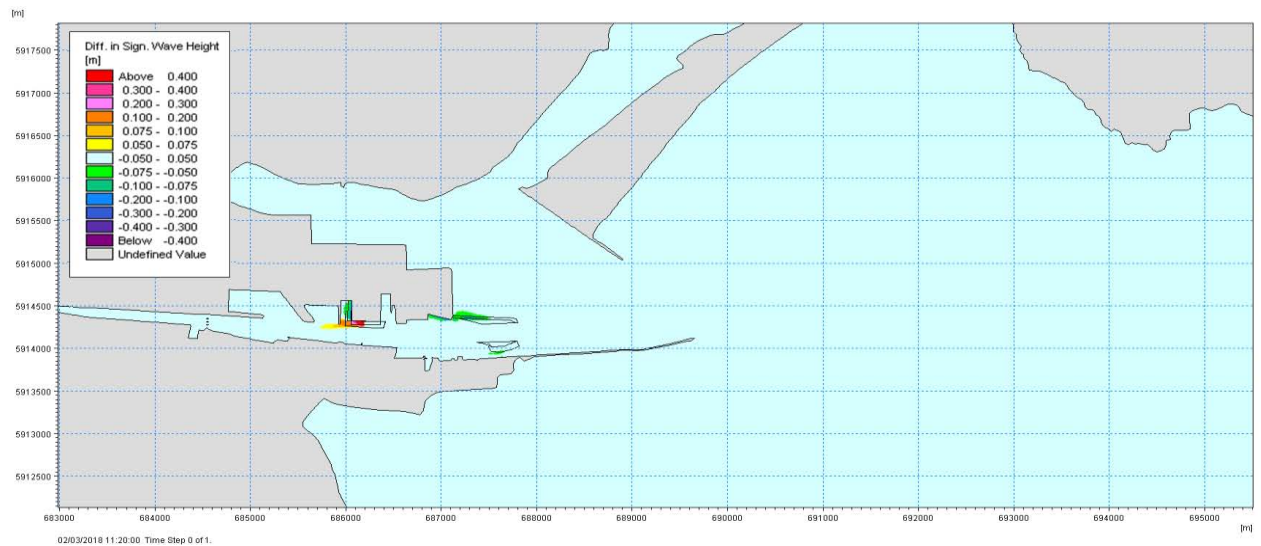 [m]
Diff. in Sign. Wave Height
[m]
Above 0.400
0.300 - 0.400
0.200 - 0.300
0.100 - 0.200
0.075 - 0.100
0.050 - 0.075
-0.050 - 0.050
-0.075 - -0.050
-0.100 - -0.075
-0.200 - -0.100
-0.300 - -0.200
-0.400 - -0.300
Below -0.400
Undefined Value
5917500
5917000
5916500
5916000
5915500
5915000
5914500
5914000
5913500
5913000
5912500
683000 684000 685000 686000 687000 688000 689000 690000 691000 692000 693000 694000 695000
[m]
02/03/2018 11:20:00 Time Step 0 of 1.